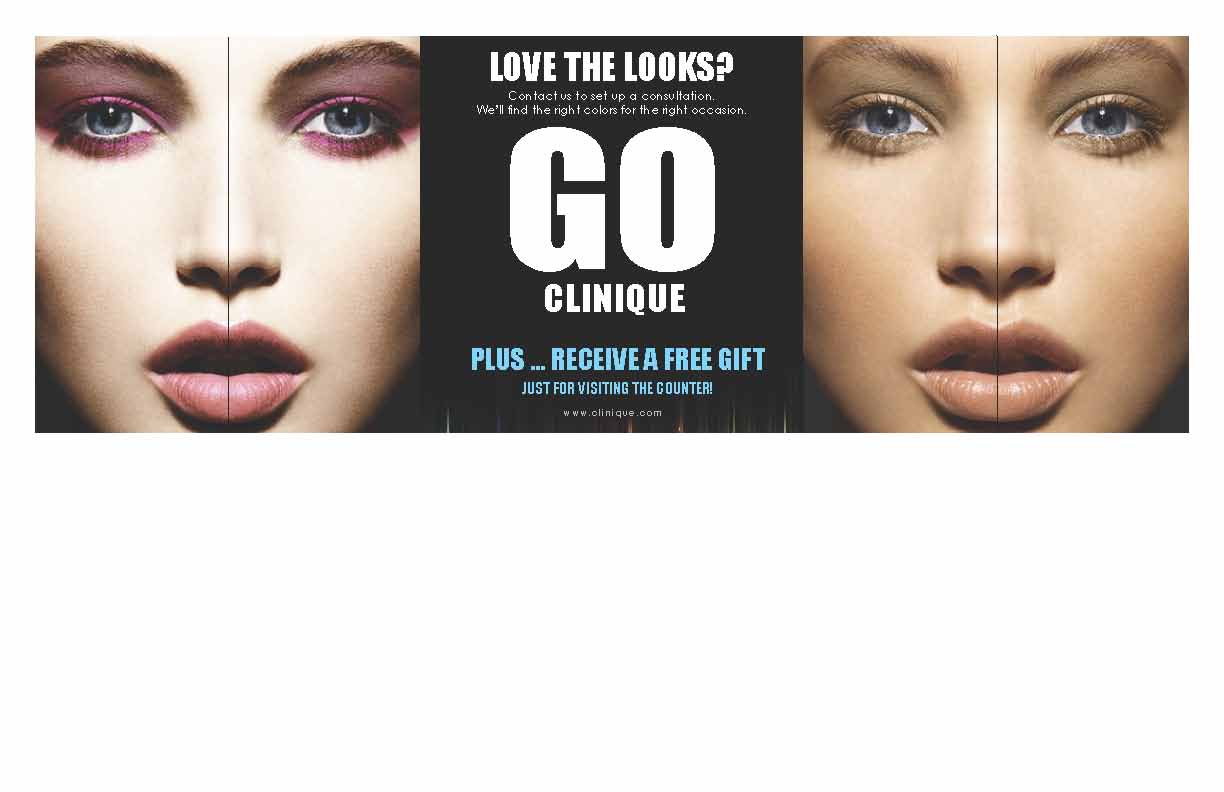 LOVE THE LOOKS?
Contact us to set up a consultation.
We'll find the right colors for the right occasion.
GO
CLINIQUE
PLUS ... RECEIVE A FREE GIFT
JUST FOR VISITING THE COUNTER!
www.clinique.com